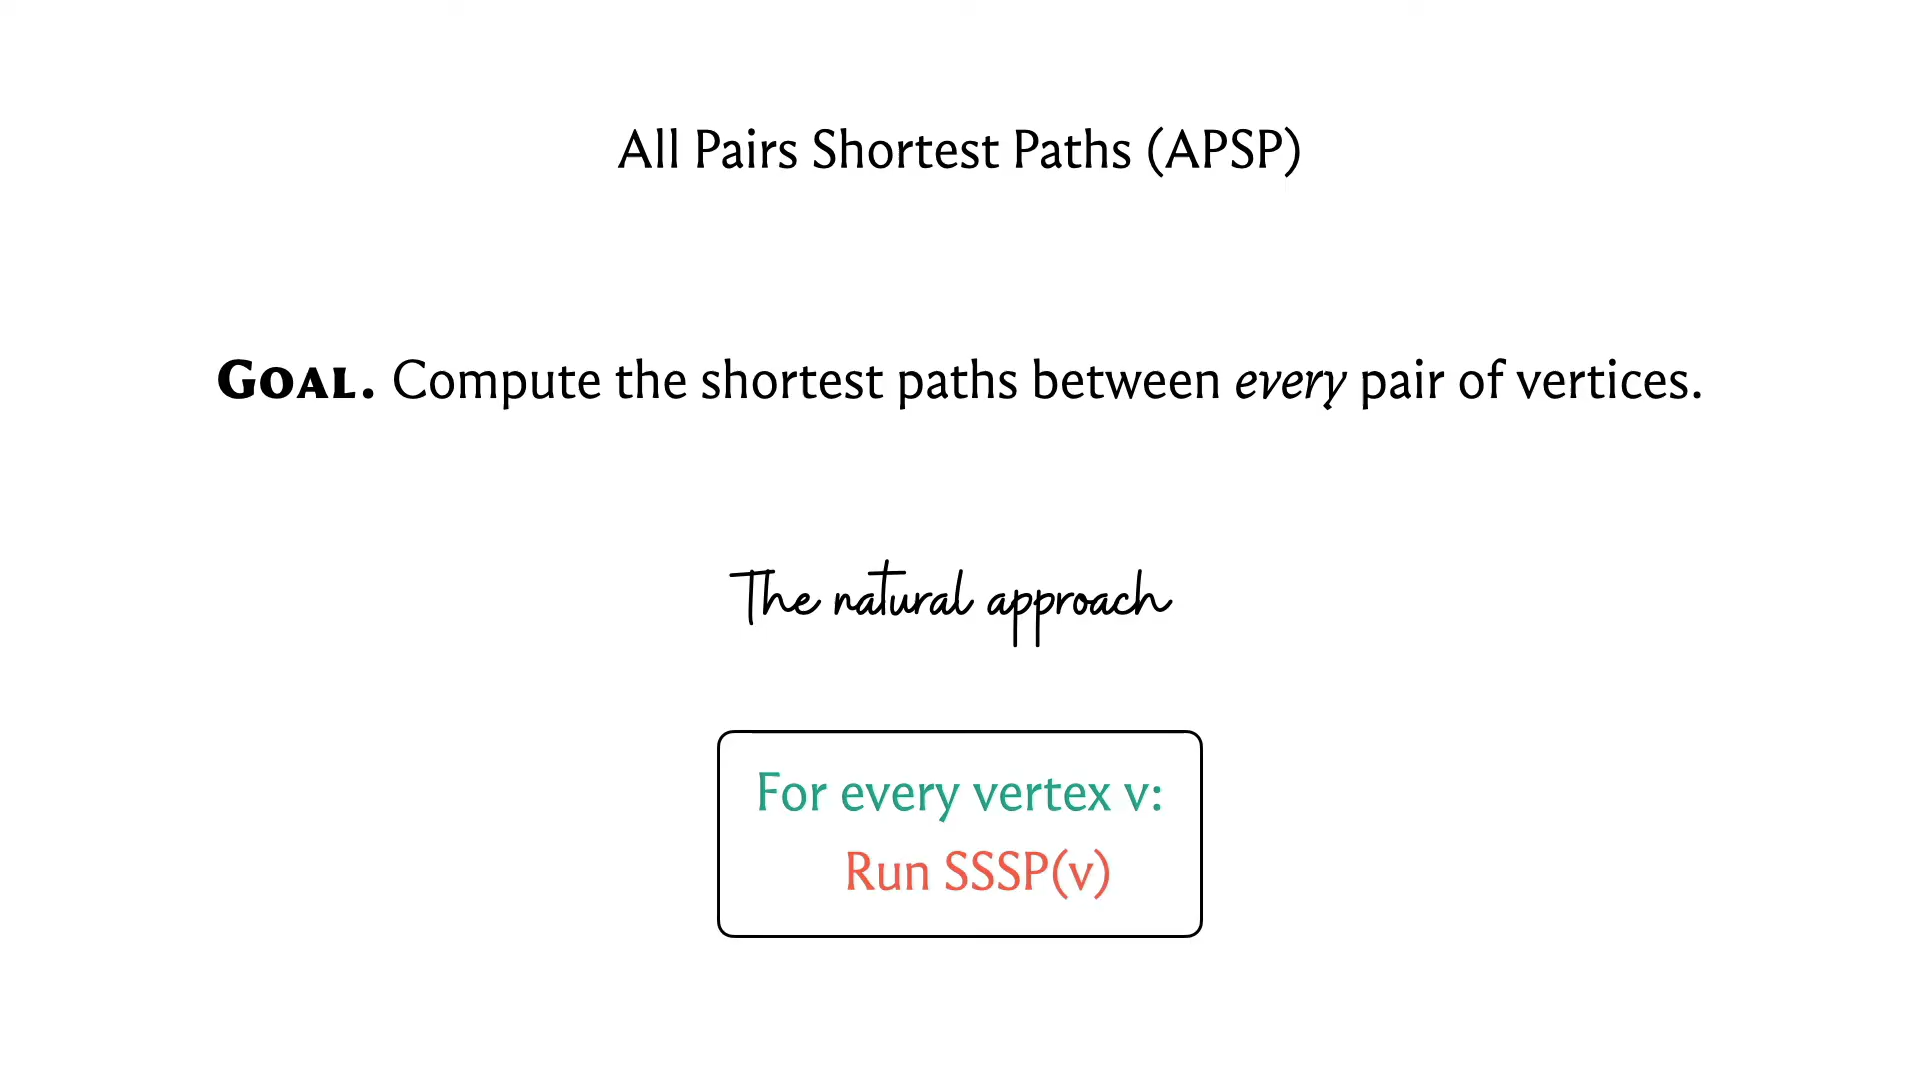 All Pairs Shortest Paths (APSP)
GOAL. Compute the shortest paths between every pair of vertices.
The natural approach
For every vertex v:
Run SSSP(v)